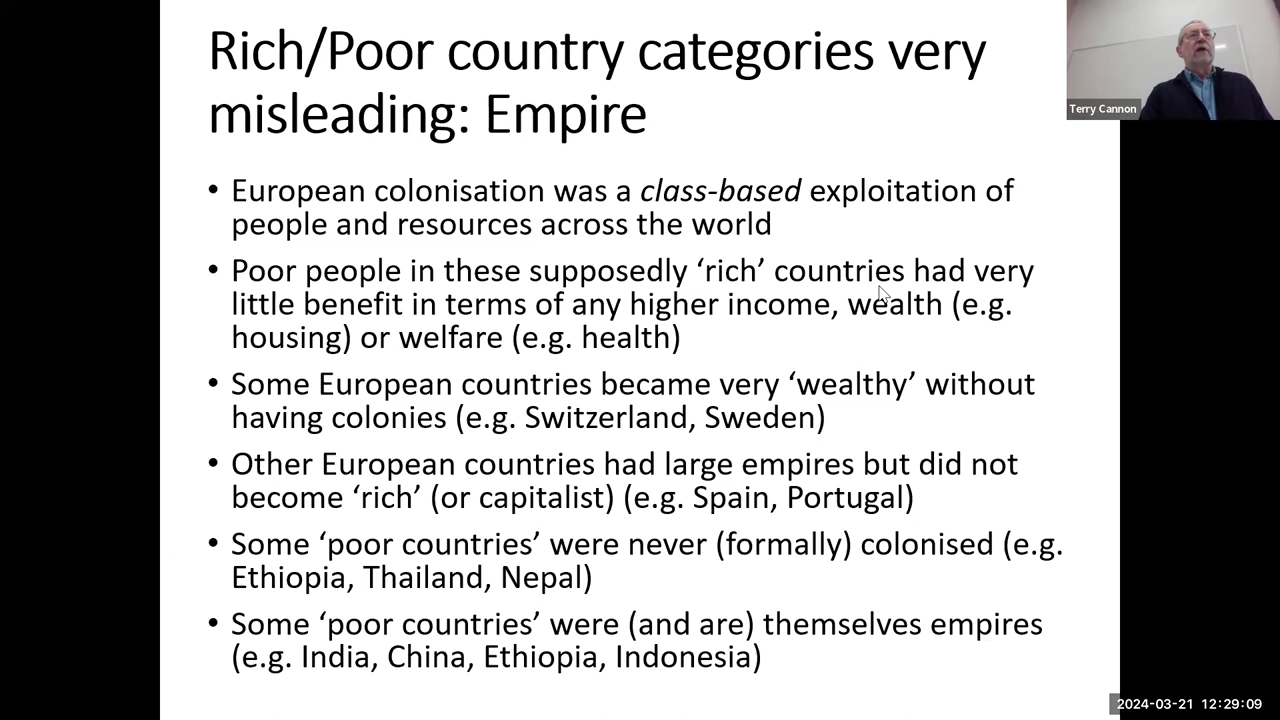 Rich/Poor country categories very
misleading: Empire
• European colonisation was a class-based exploitation of
people and resources across the world
• Poor people in these supposedly ‘rich’ countries had very
little benefit in terms of any higher income, wealth (e.g.
housing) or welfare (e.g. health)
• Some European countries became very ‘wealthy’ without
having colonies (e.g. Switzerland, Sweden)
• Other European countries had large empires but did not
become ‘rich’ (or capitalist) (e.g. Spain, Portugal)
• Some ‘poor countries’ were never (formally) colonised (e.g.
Ethiopia, Thailand, Nepal)
• Some ‘poor countries’ were (and are) themselves empires
(e.g. India, China, Ethiopia, Indonesia)
Terry Cannon
2024-03-21 12:29:09